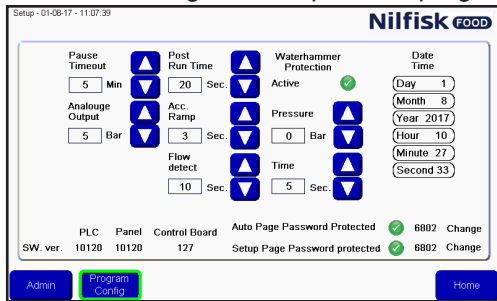 Setup - 01-08-17 - 11:07:39
Nilfisk FOOD
Pause Timeout
5 Min
Analouge Output
5 Bar
Post Run Time
20 Sec.
Acc. Ramp
3 Sec.
Flow detect
10 Sec.
Waterhammer Protection
Active
Pressure
0 Bar
Time
5 Sec.
Date Time
Day 1
Month 8
Year 2017
Hour 10
Minute 27
Second 33
PLC Panel Control Board
SW. ver. 10120 10120 127
Auto Page Password Protected 6802 Change
Setup Page Password protected 6802 Change
Admin
Program Config
Home